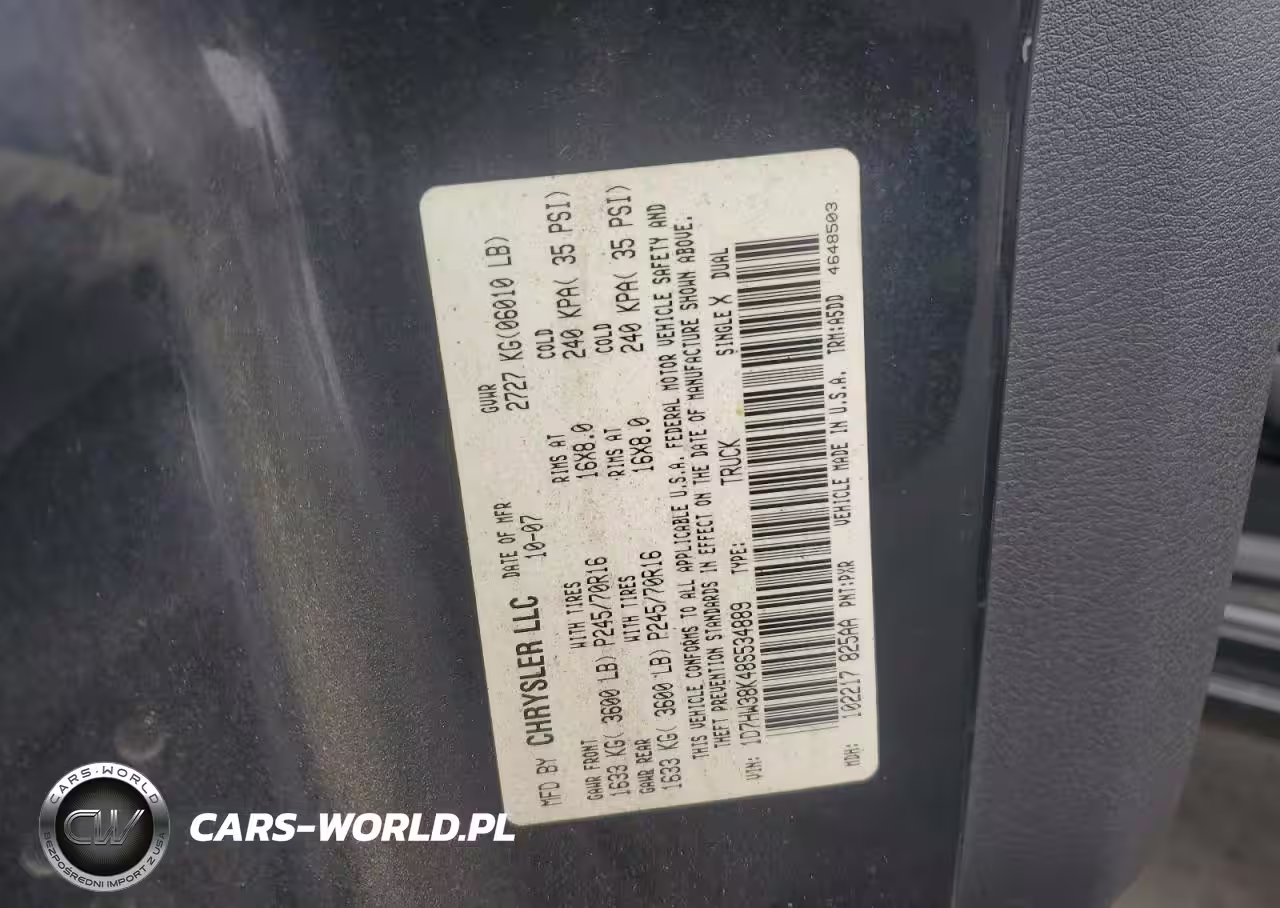 MFD BY CHRYSLER LLC DATE OF MFR GVWR
10-07 2727 KG(06010 LB)
GAWR FRONT WITH TIRES RIMS AT COLD
1633 KG( 3600 LB) P245/70R16 16X8.0 240 KPA( 35 PSI)
GAWR REAR WITH TIRES RIMS AT COLD
1633 KG( 3600 LB) P245/70R16 16X8.0 240 KPA( 35 PSI)
THIS VEHICLE CONFORMS TO ALL APPLICABLE U.S.A. FEDERAL MOTOR VEHICLE SAFETY AND
THEFT PREVENTION STANDARDS IN EFFECT ON THE DATE OF MANUFACTURE SHOWN ABOVE.
VIN: 1D7HW38K48S534889 TYPE: TRUCK SINGLE X DUAL
102217 825AA PNT:PXR VEHICLE MADE IN U.S.A. TRM:A5DD 4648503
MDH:
CARS-WORLD
CW
BEZPOŚREDNI IMPORT Z USA
CARS-WORLD.PL